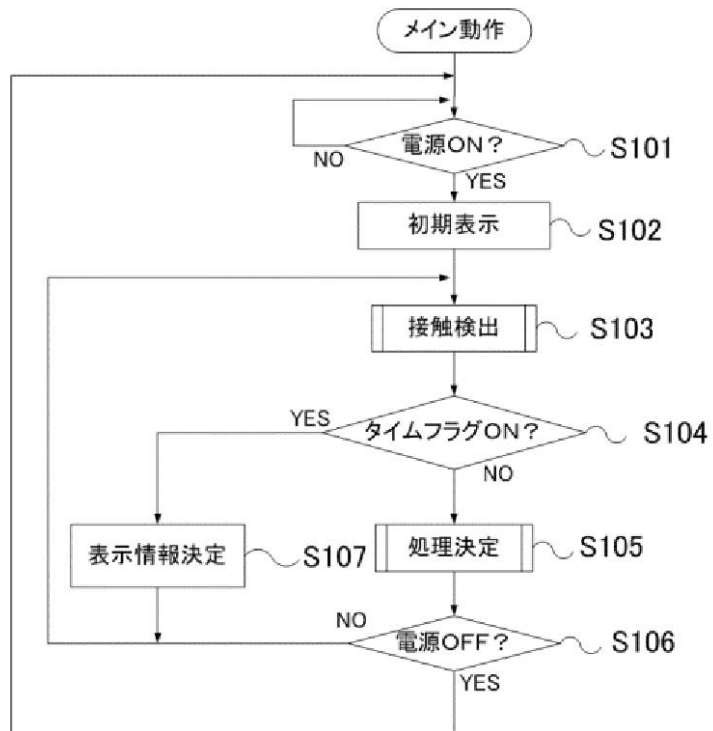 メイン動作
電源ON?
S101
NO
YES
初期表示
S102
接触検出
S103
YES
タイムフラグON?
S104
NO
表示情報決定
S107
処理決定
S105
NO
電源OFF?
S106
YES